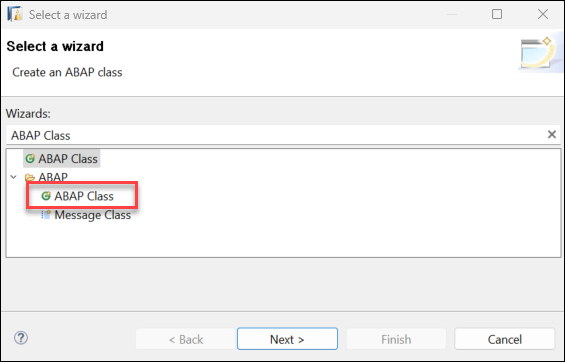 Select a wizard
Select a wizard
Create an ABAP class
Wizards:
ABAP Class
ABAP Class
ABAP
ABAP Class
Message Class
? < Back Next > Finish Cancel